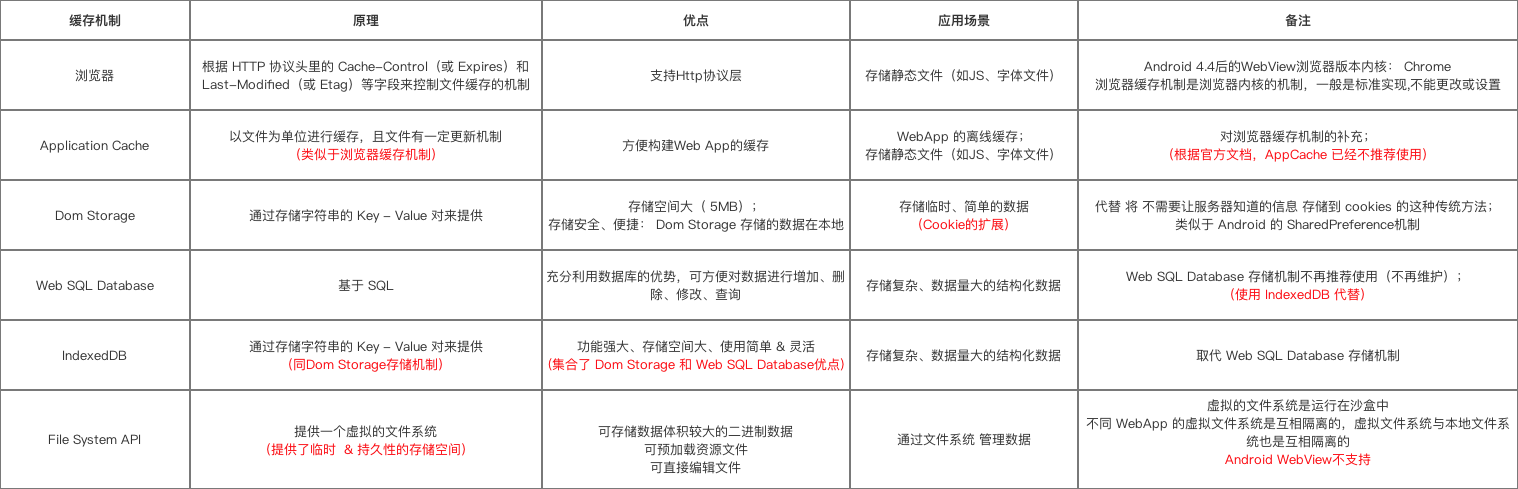 缓存机制
原理
优点
应用场景
备注
浏览器
根据 HTTP 协议头里的 Cache-Control（或 Expires）和
Last-Modified（或 Etag）等字段来控制文件缓存的机制
支持Http协议层
存储静态文件（如JS、字体文件）
Android 4.4后的WebView浏览器版本内核： Chrome
浏览器缓存机制是浏览器内核的机制，一般是标准实现,不能更改或设置
Application Cache
以文件为单位进行缓存，且文件有一定更新机制
（类似于浏览器缓存机制）
方便构建Web App的缓存
WebApp 的离线缓存；
存储静态文件（如JS、字体文件）
对浏览器缓存机制的补充；
（根据官方文档，AppCache 已经不推荐使用）
Dom Storage
通过存储字符串的 Key - Value 对来提供
存储空间大（ 5MB）；
存储安全、便捷： Dom Storage 存储的数据在本地
存储临时、简单的数据
（Cookie的扩展）
代替 将 不需要让服务器知道的信息 存储到 cookies 的这种传统方法；
类似于 Android 的 SharedPreference机制
Web SQL Database
基于 SQL
充分利用数据库的优势，可方便对数据进行增加、删
除、修改、查询
存储复杂、数据量大的结构化数据
Web SQL Database 存储机制不再推荐使用（不再维护）；
（使用 IndexedDB 代替）
IndexedDB
通过存储字符串的 Key - Value 对来提供
（同Dom Storage存储机制）
功能强大、存储空间大、使用简单 & 灵活
（集合了 Dom Storage 和 Web SQL Database优点）
存储复杂、数据量大的结构化数据
取代 Web SQL Database 存储机制
File System API
提供一个虚拟的文件系统
（提供了临时 & 持久性的存储空间）
可存储数据体积较大的二进制数据
可预加载资源文件
可直接编辑文件
通过文件系统 管理数据
虚拟的文件系统是运行在沙盒中
不同 WebApp 的虚拟文件系统是互相隔离的，虚拟文件系统与本地文件系
统也是互相隔离的
Android WebView不支持